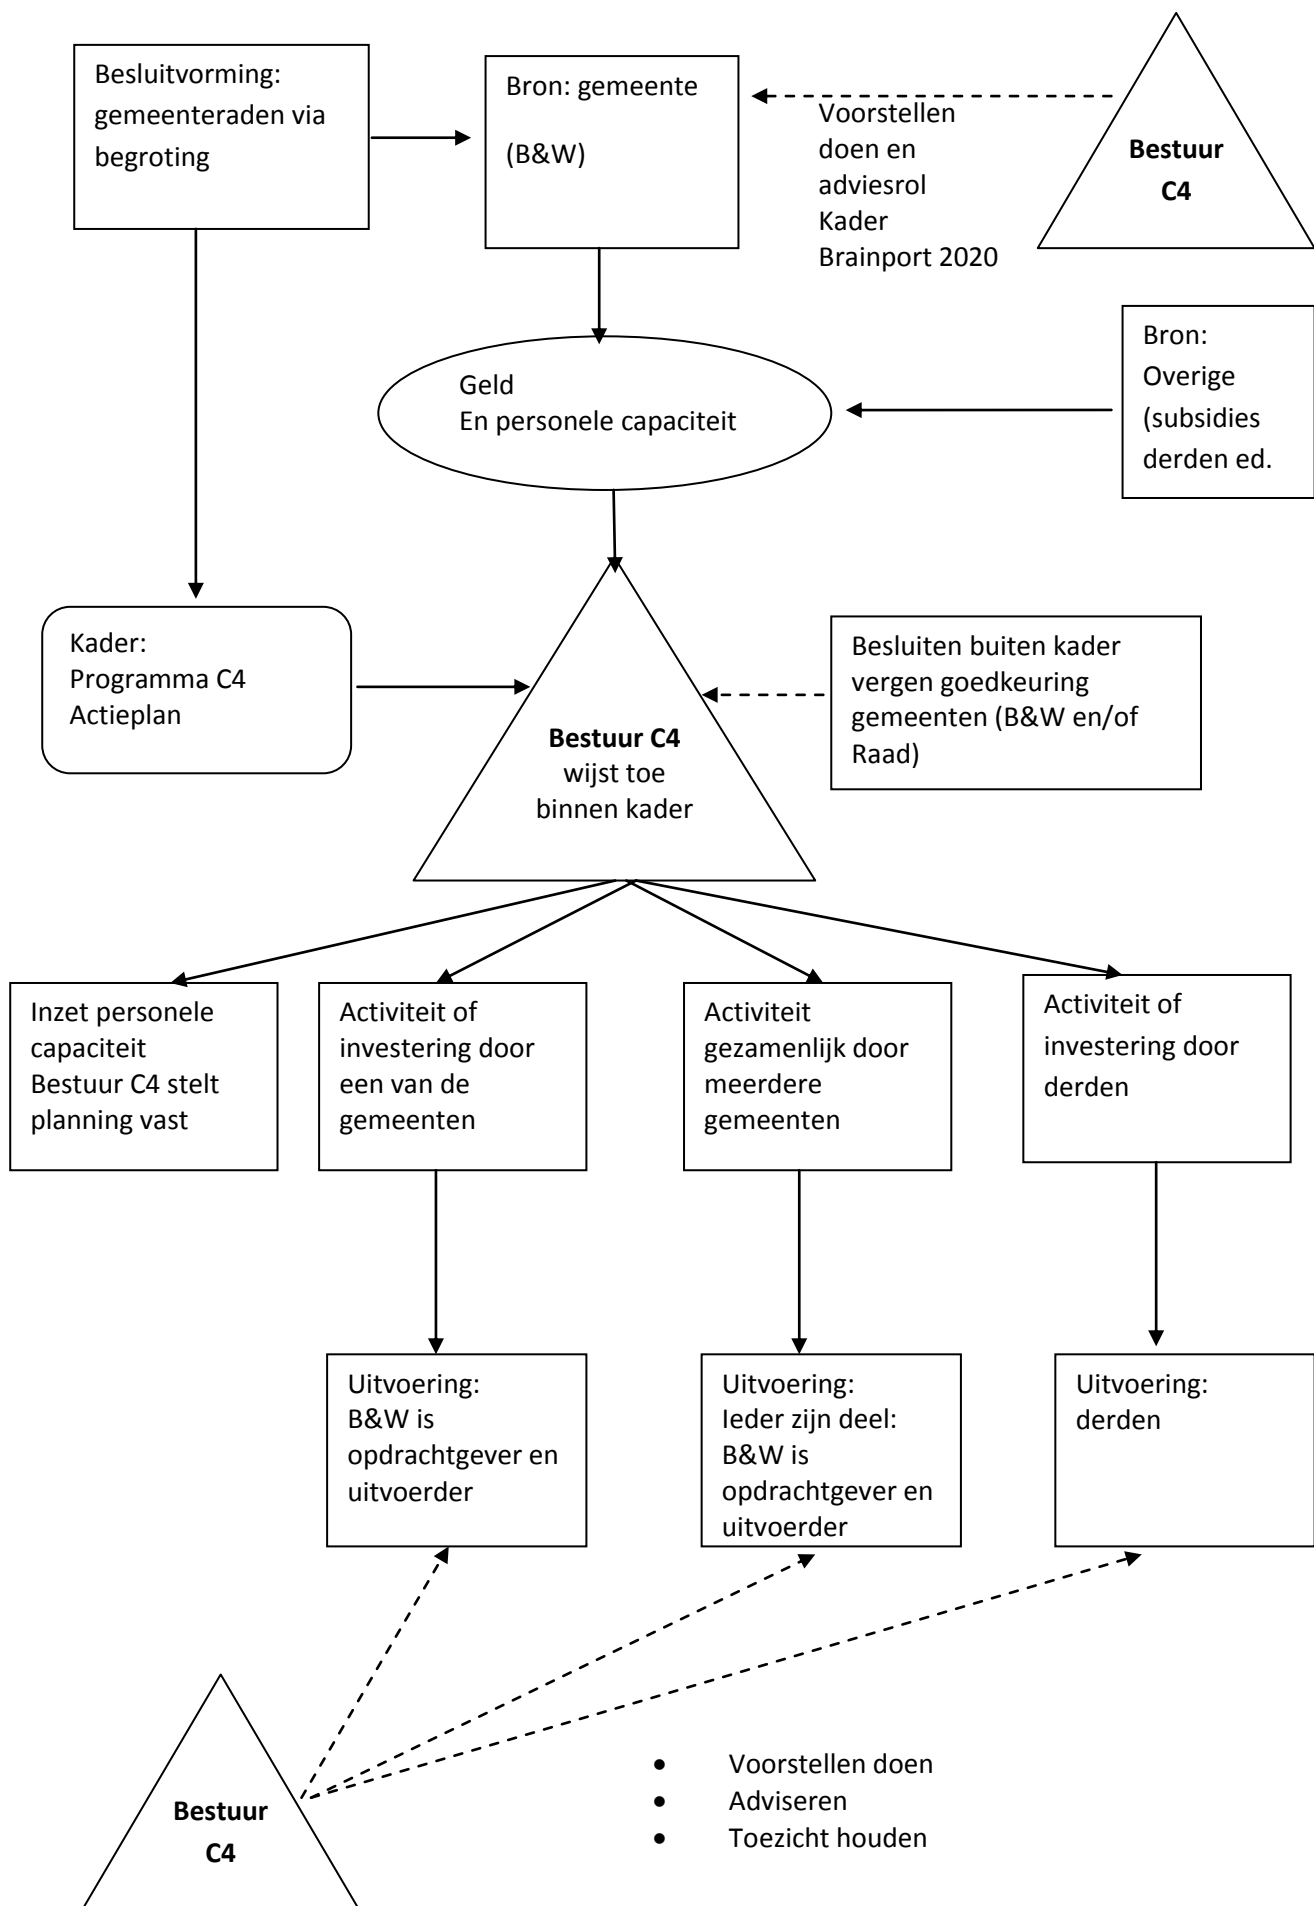 Besluitvorming:
gemeenteraden via
begroting
Bron: gemeente
(B&W)
Voorstellen
doen en
adviesrol
Kader
Brainport 2020
Bestuur
C4
Bron:
Overige
(subsidies
derden ed.
Geld
En personele capaciteit
Kader:
Programma C4
Actieplan
Bestuur C4
wijst toe
binnen kader
Besluiten buiten kader
vergen goedkeuring
gemeenten (B&W en/of
Raad)
Inzet personele
capaciteit
Bestuur C4 stelt
planning vast
Activiteit of
investering door
een van de
gemeenten
Activiteit
gezamenlijk door
meerdere
gemeenten
Activiteit of
investering door
derden
Uitvoering:
B&W is
opdrachtgever en
uitvoerder
Uitvoering:
Ieder zijn deel:
B&W is
opdrachtgever en
uitvoerder
Uitvoering:
derden
Bestuur
C4
• Voorstellen doen
• Adviseren
• Toezicht houden